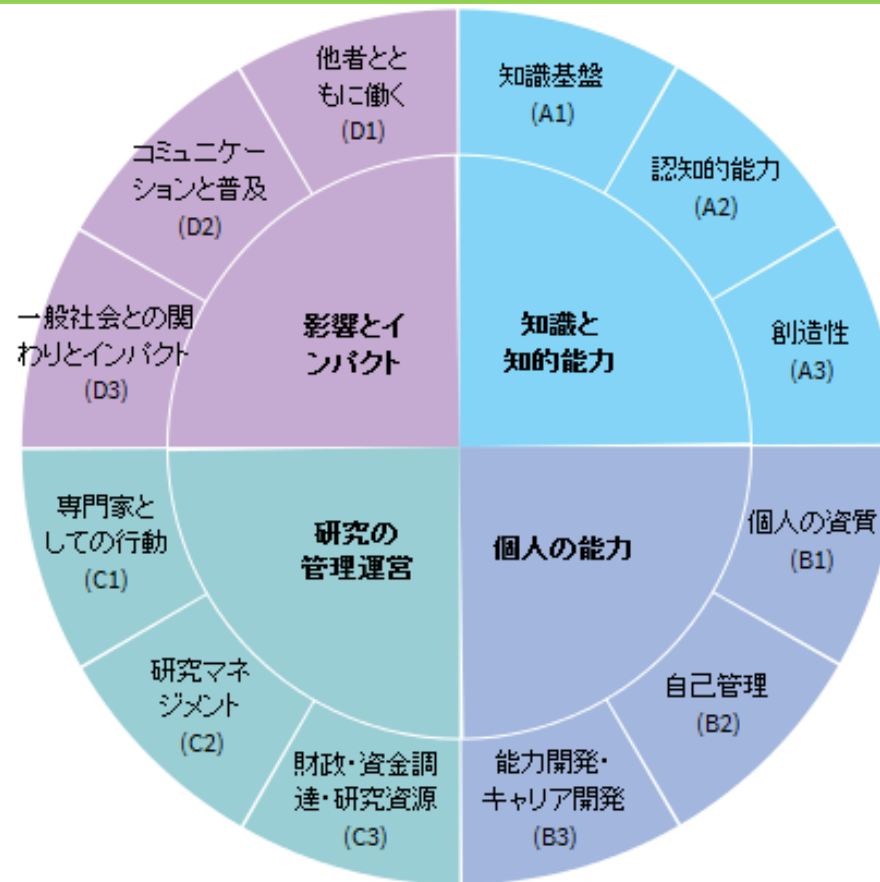 知識基盤
(A1)
認知的能力
(A2)
創造性
(A3)
知識と
知的能力
個人の資質
(B1)
自己管理
(B2)
能力開発・
キャリア開発
(B3)
個人の能力
専門家と
しての行動
(C1)
研究マネ
ジメント
(C2)
財政・資金調
達・研究資源
(C3)
研究の
管理運営
他者とと
もに働く
(D1)
コミュニケー
ションと普及
(D2)
一般社会との関
わりとインパクト
(D3)
影響とイ
ンパクト